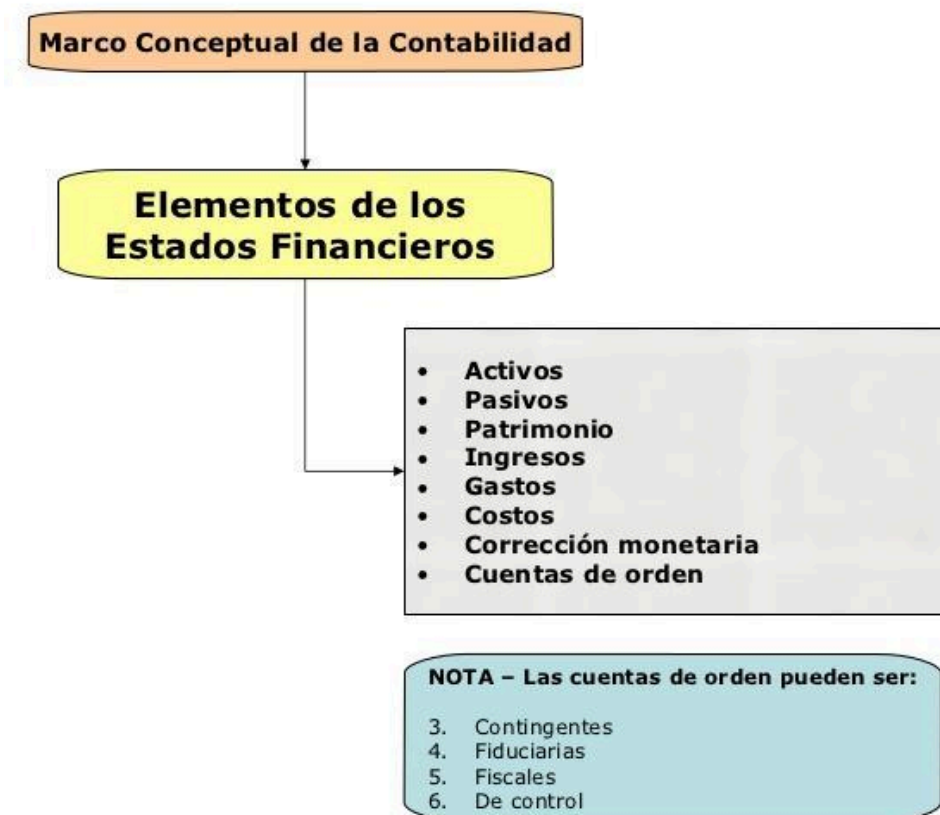 Marco Conceptual de la Contabilidad
Elementos de los
Estados Financieros
• Activos
• Pasivos
• Patrimonio
• Ingresos
• Gastos
• Costos
• Corrección monetaria
• Cuentas de orden
NOTA – Las cuentas de orden pueden ser:
3. Contingentes
4. Fiduciarias
5. Fiscales
6. De control